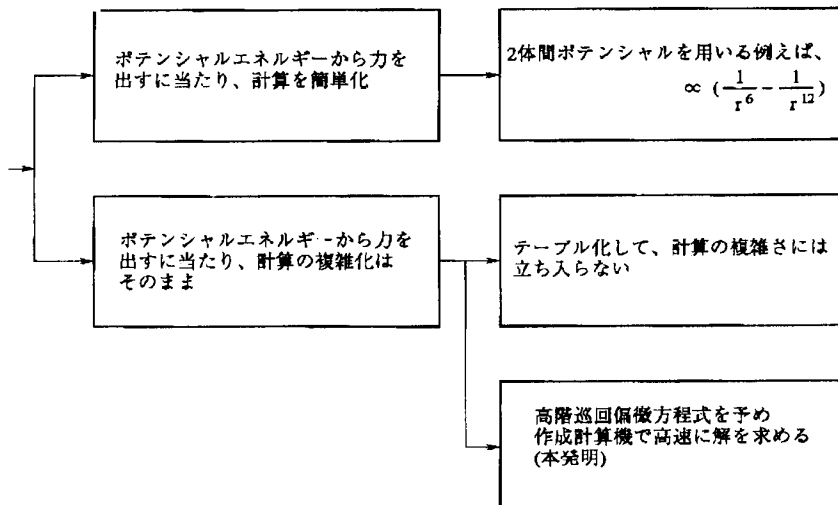 ポテンシャルエネルギーから力を
出すに当たり、計算を簡単化
2体間ポテンシャルを用いる例えば、
∝ (1/r^6 - 1/r^12)
ポテンシャルエネルギーから力を
出すに当たり、計算の複雑化は
そのまま
テーブル化して、計算の複雑さには
立ち入らない
高階巡回偏微方程式を予め
作成計算機で高速に解を求める
(本発明)